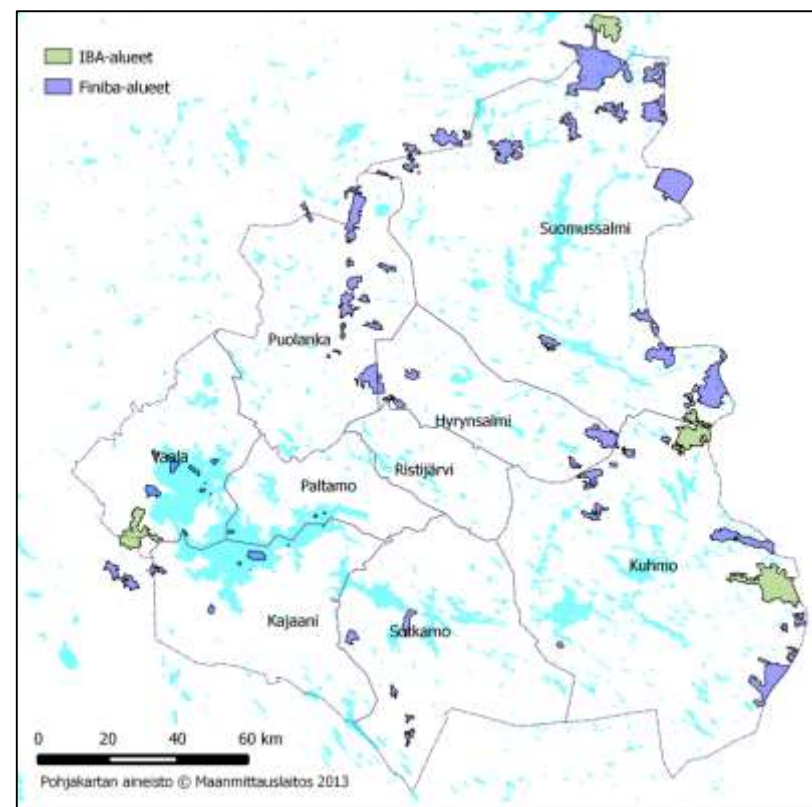 IBA-alueet
Finiba-alueet
Suomussalmi
Puolanka
Hyrynsalmi
Vaala
Ristijärvi
Paltamo
Kuhmo
Kajaani
Sotkamo
0 20 40 60 km
Pohjakartan aineisto © Maanmittauslaitos 2013